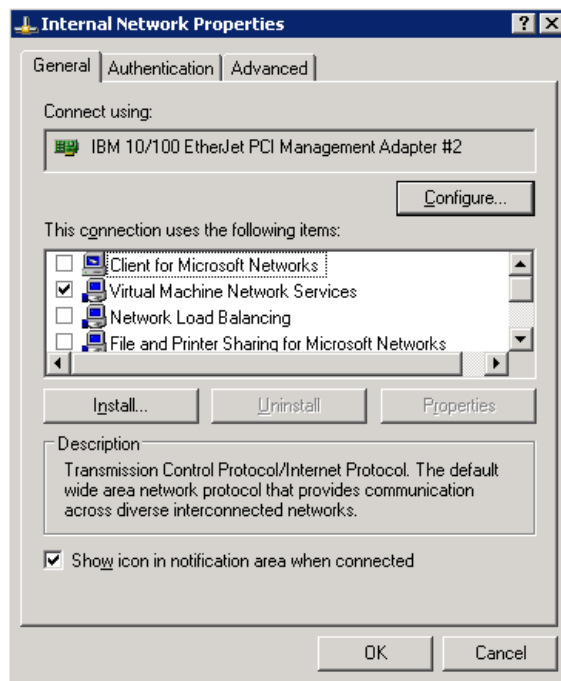 Internal Network Properties
General Authentication Advanced
Connect using:
IBM 10/100 EtherJet PCI Management Adapter #2
Configure...
This connection uses the following items:
Client for Microsoft Networks
Virtual Machine Network Services
Network Load Balancing
File and Printer Sharing for Microsoft Networks
Install... Uninstall Properties
Description
Transmission Control Protocol/Internet Protocol. The default
wide area network protocol that provides communication
across diverse interconnected networks.
Show icon in notification area when connected
OK Cancel